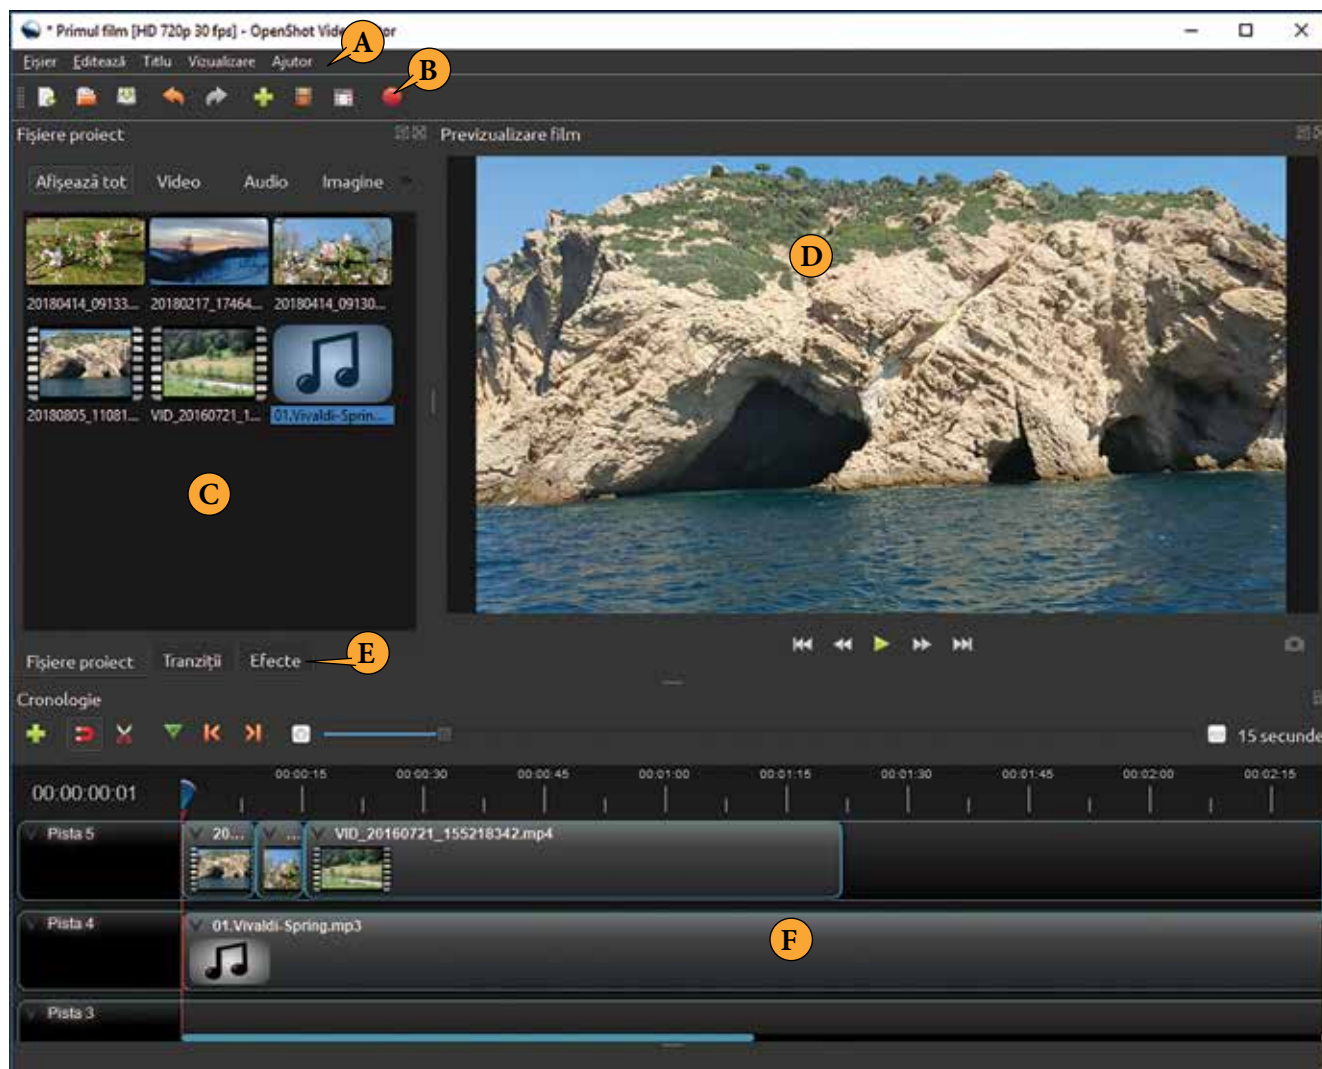 * Primul film [HD 720p 30 fps] - OpenShot Vide or
A
Fișier Editează Titlu Vizualizare Ajutor
B
Fișiere proiect
Previzualizare film
Afișează tot Video Audio Imagine
D
20180414_09133... 20180217_17464... 20180414_09130...
20180805_11081... VID_20160721_1... 01.Vivaldi-Sprin...
C
Fișiere proiect Tranziții Efecte
E
Cronologie
15 secunde
00:00:15 00:00:30 00:00:45 00:01:00 00:01:15 00:01:30 00:01:45 00:02:00 00:02:15
00:00:00:01
Pista 5 20... ... VID_20160721_155218342.mp4
Pista 4 01.Vivaldi-Spring.mp3
F
Pista 3